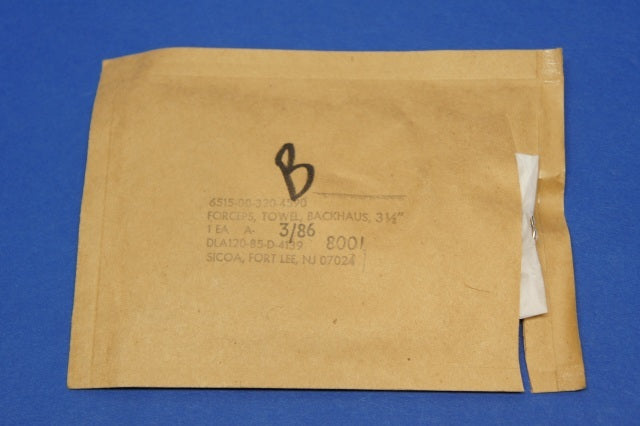 B
6515-00-320-4590
FORCEPS, TOWEL, BACKHAUS, 3½"
1 EA A- 3/86
DLA120-85-D-4139 8001
SICOA, FORT LEE, NJ 07024